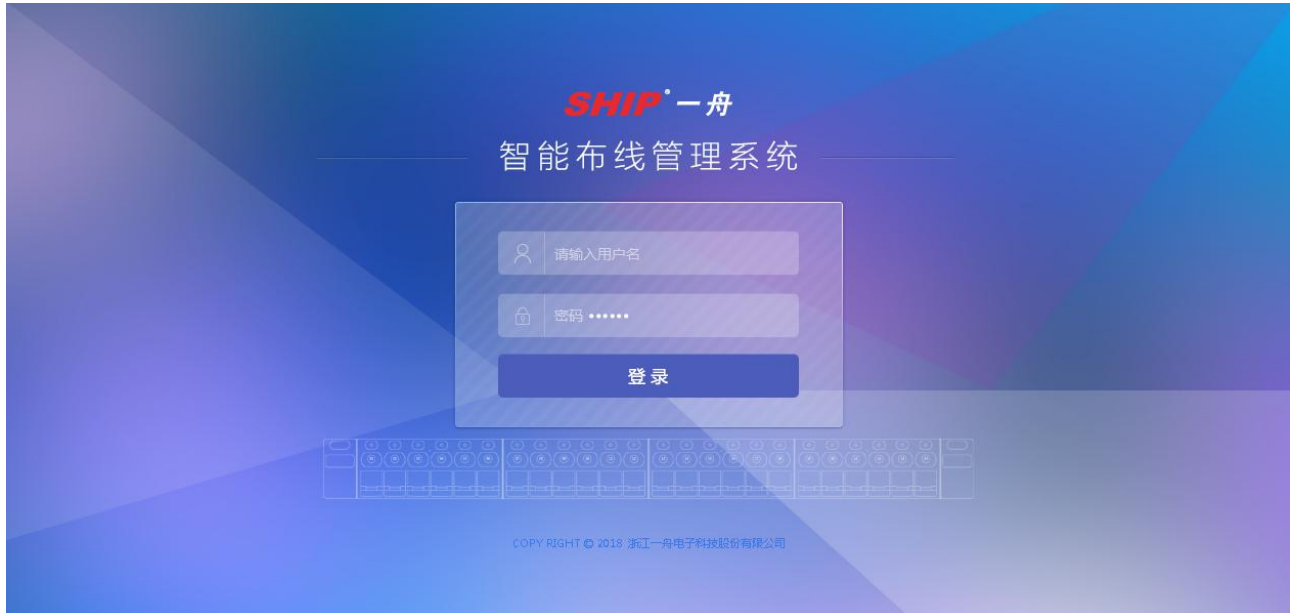 SHIP 一舟
智能布线管理系统
请输入用户名
密码 ••••••
登录
COPY RIGHT © 2018 浙江一舟电子科技股份有限公司